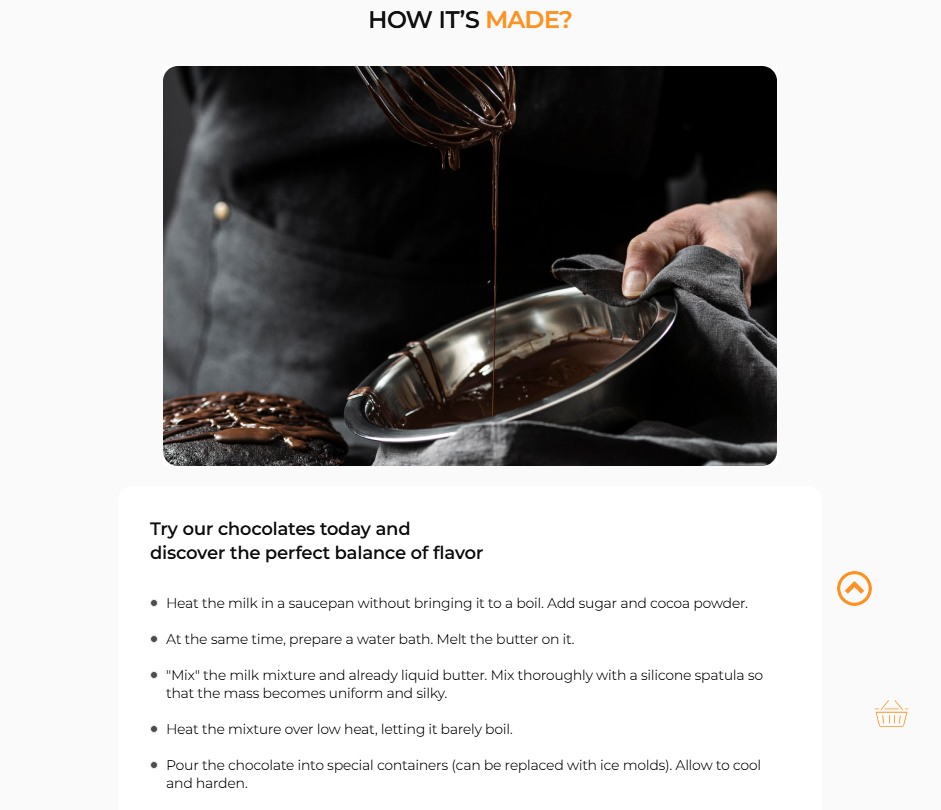 HOW IT’S MADE?
Try our chocolates today and
discover the perfect balance of flavor
Heat the milk in a saucepan without bringing it to a boil. Add sugar and cocoa powder.
At the same time, prepare a water bath. Melt the butter on it.
"Mix" the milk mixture and already liquid butter. Mix thoroughly with a silicone spatula so
that the mass becomes uniform and silky.
Heat the mixture over low heat, letting it barely boil.
Pour the chocolate into special containers (can be replaced with ice molds). Allow to cool
and harden.